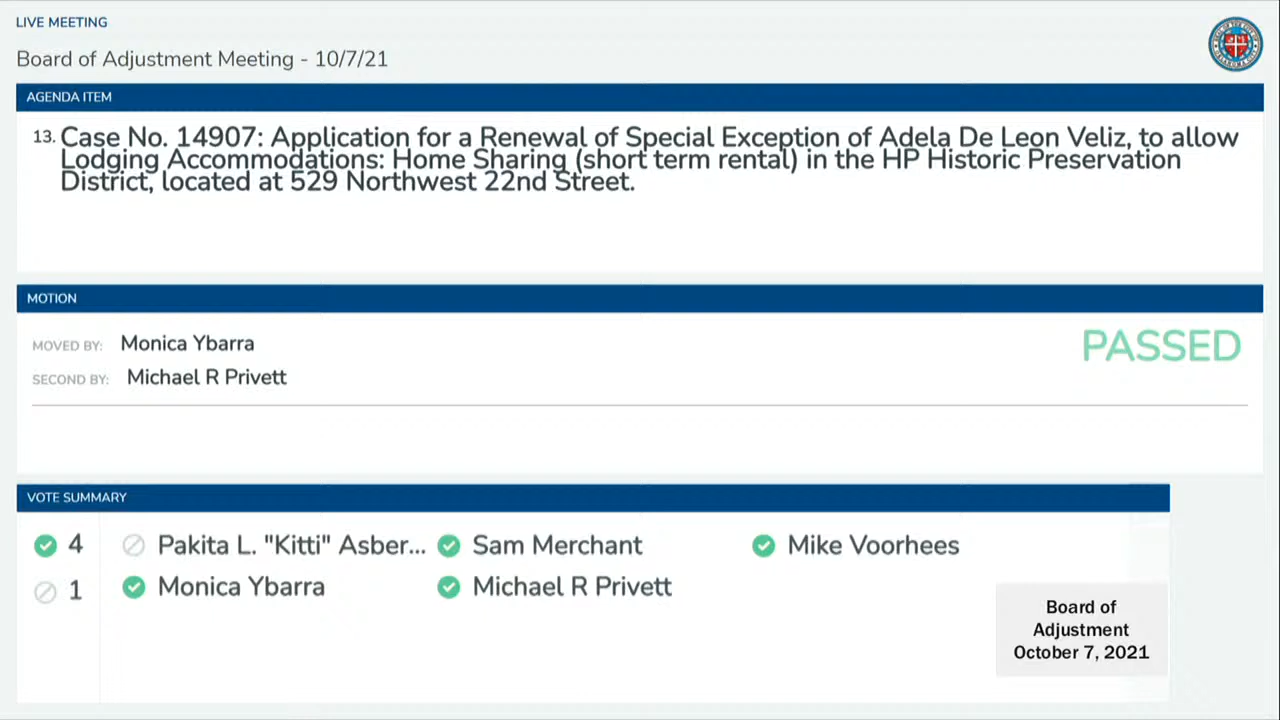 LIVE MEETING
Board of Adjustment Meeting - 10/7/21
AGENDA ITEM
13. Case No. 14907: Application for a Renewal of Special Exception of Adela De Leon Veliz, to allow
Lodging Accommodations: Home Sharing (short term rental) in the HP Historic Preservation
District, located at 529 Northwest 22nd Street.
MOTION
MOVED BY: Monica Ybarra
PASSED
SECOND BY: Michael R Privett
VOTE SUMMARY
4 Pakita L. "Kitti" Asber... Sam Merchant Mike Voorhees
1 Monica Ybarra Michael R Privett
Board of
Adjustment
October 7, 2021